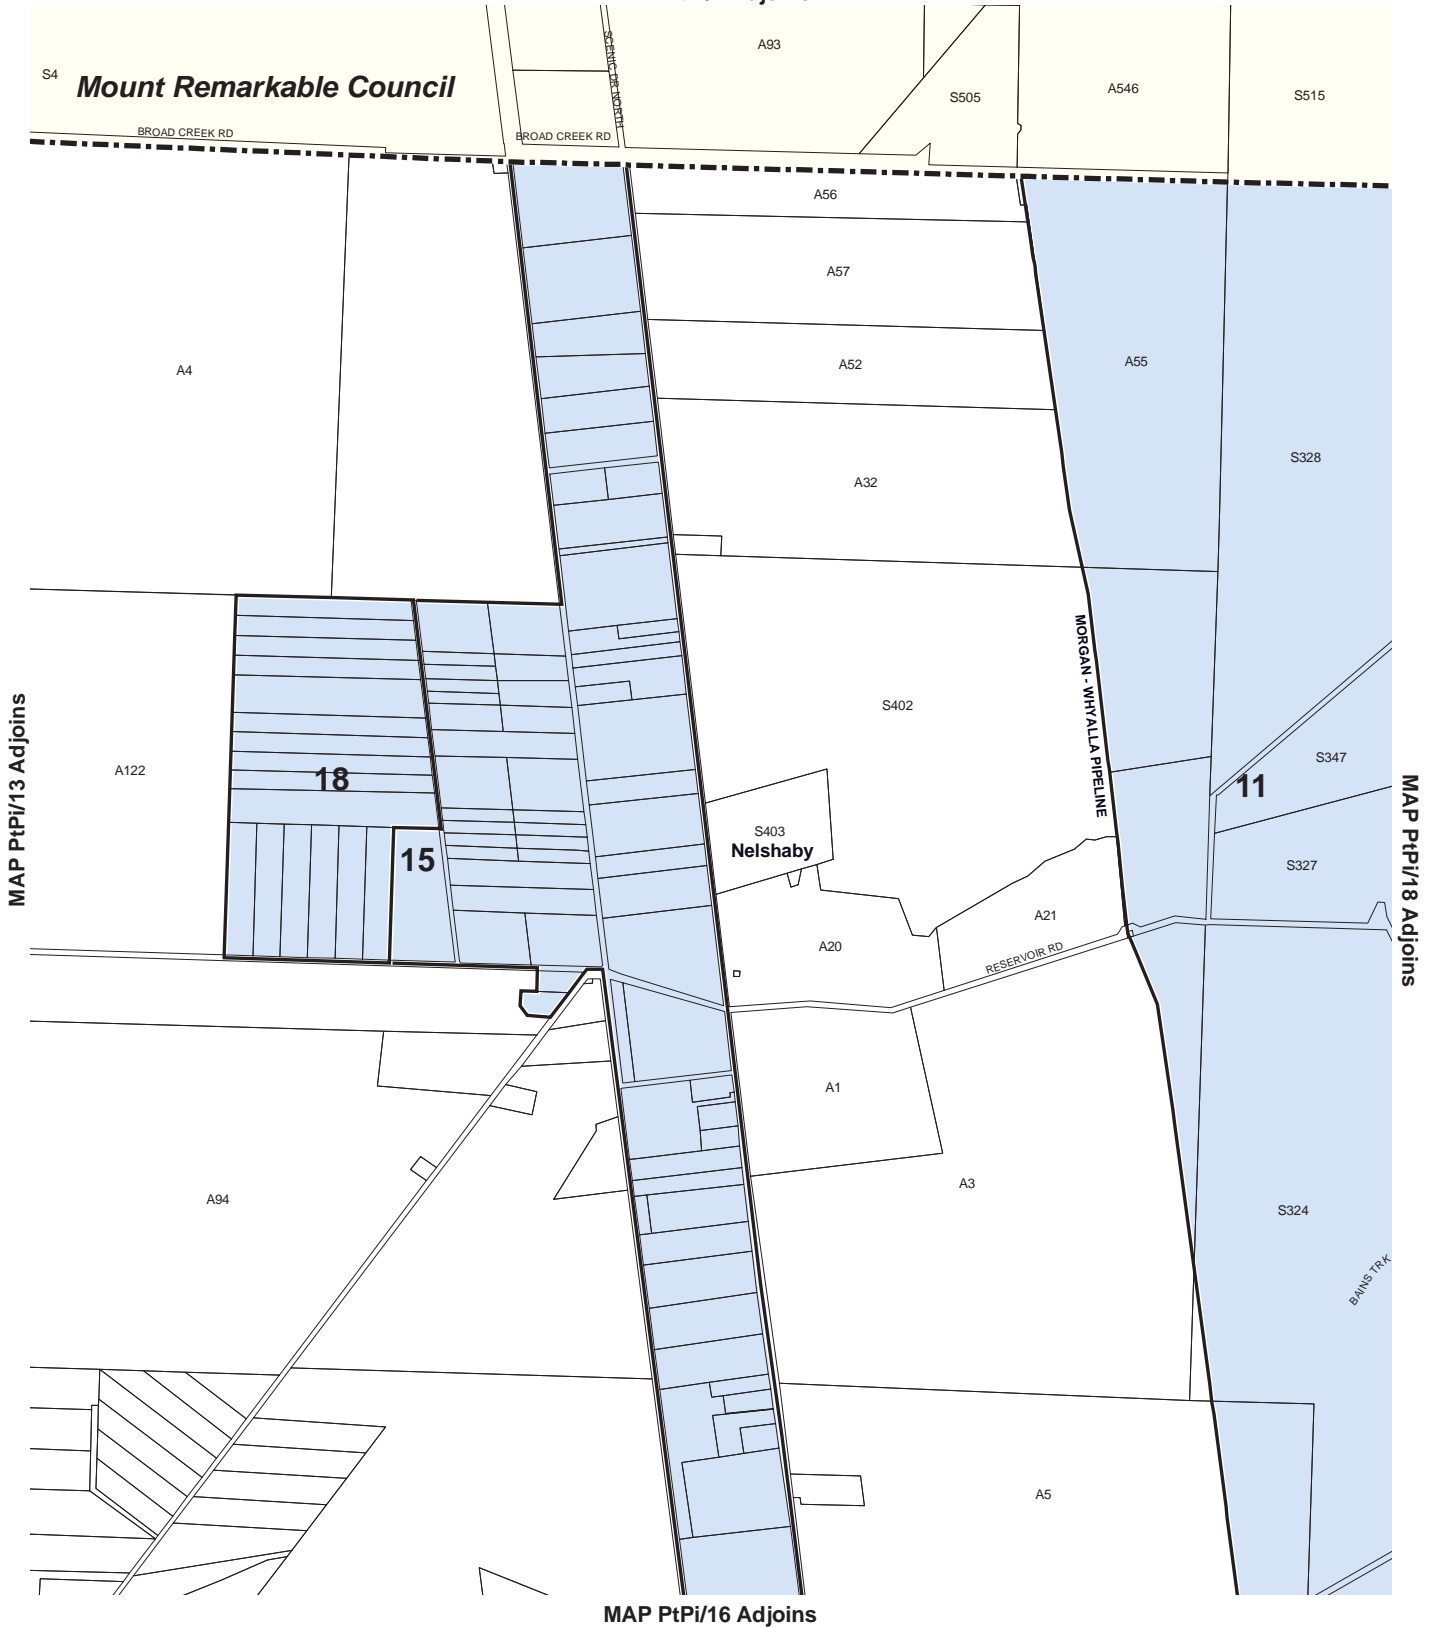 A93
SCENIC DR NORTH
S4
Mount Remarkable Council
S505
A546
S515
BROAD CREEK RD
BROAD CREEK RD
A56
A57
A4
A52
A55
S328
A32
MORGAN - WHYALLA PIPELINE
MAP PtPi/13 Adjoins
S402
A122
18
S347
11
MAP PtPi/18 Adjoins
S403
Nelshaby
15
S327
A21
A20
RESERVOIR RD
A1
A3
A94
S324
BAINS TRK
A5
MAP PtPi/16 Adjoins